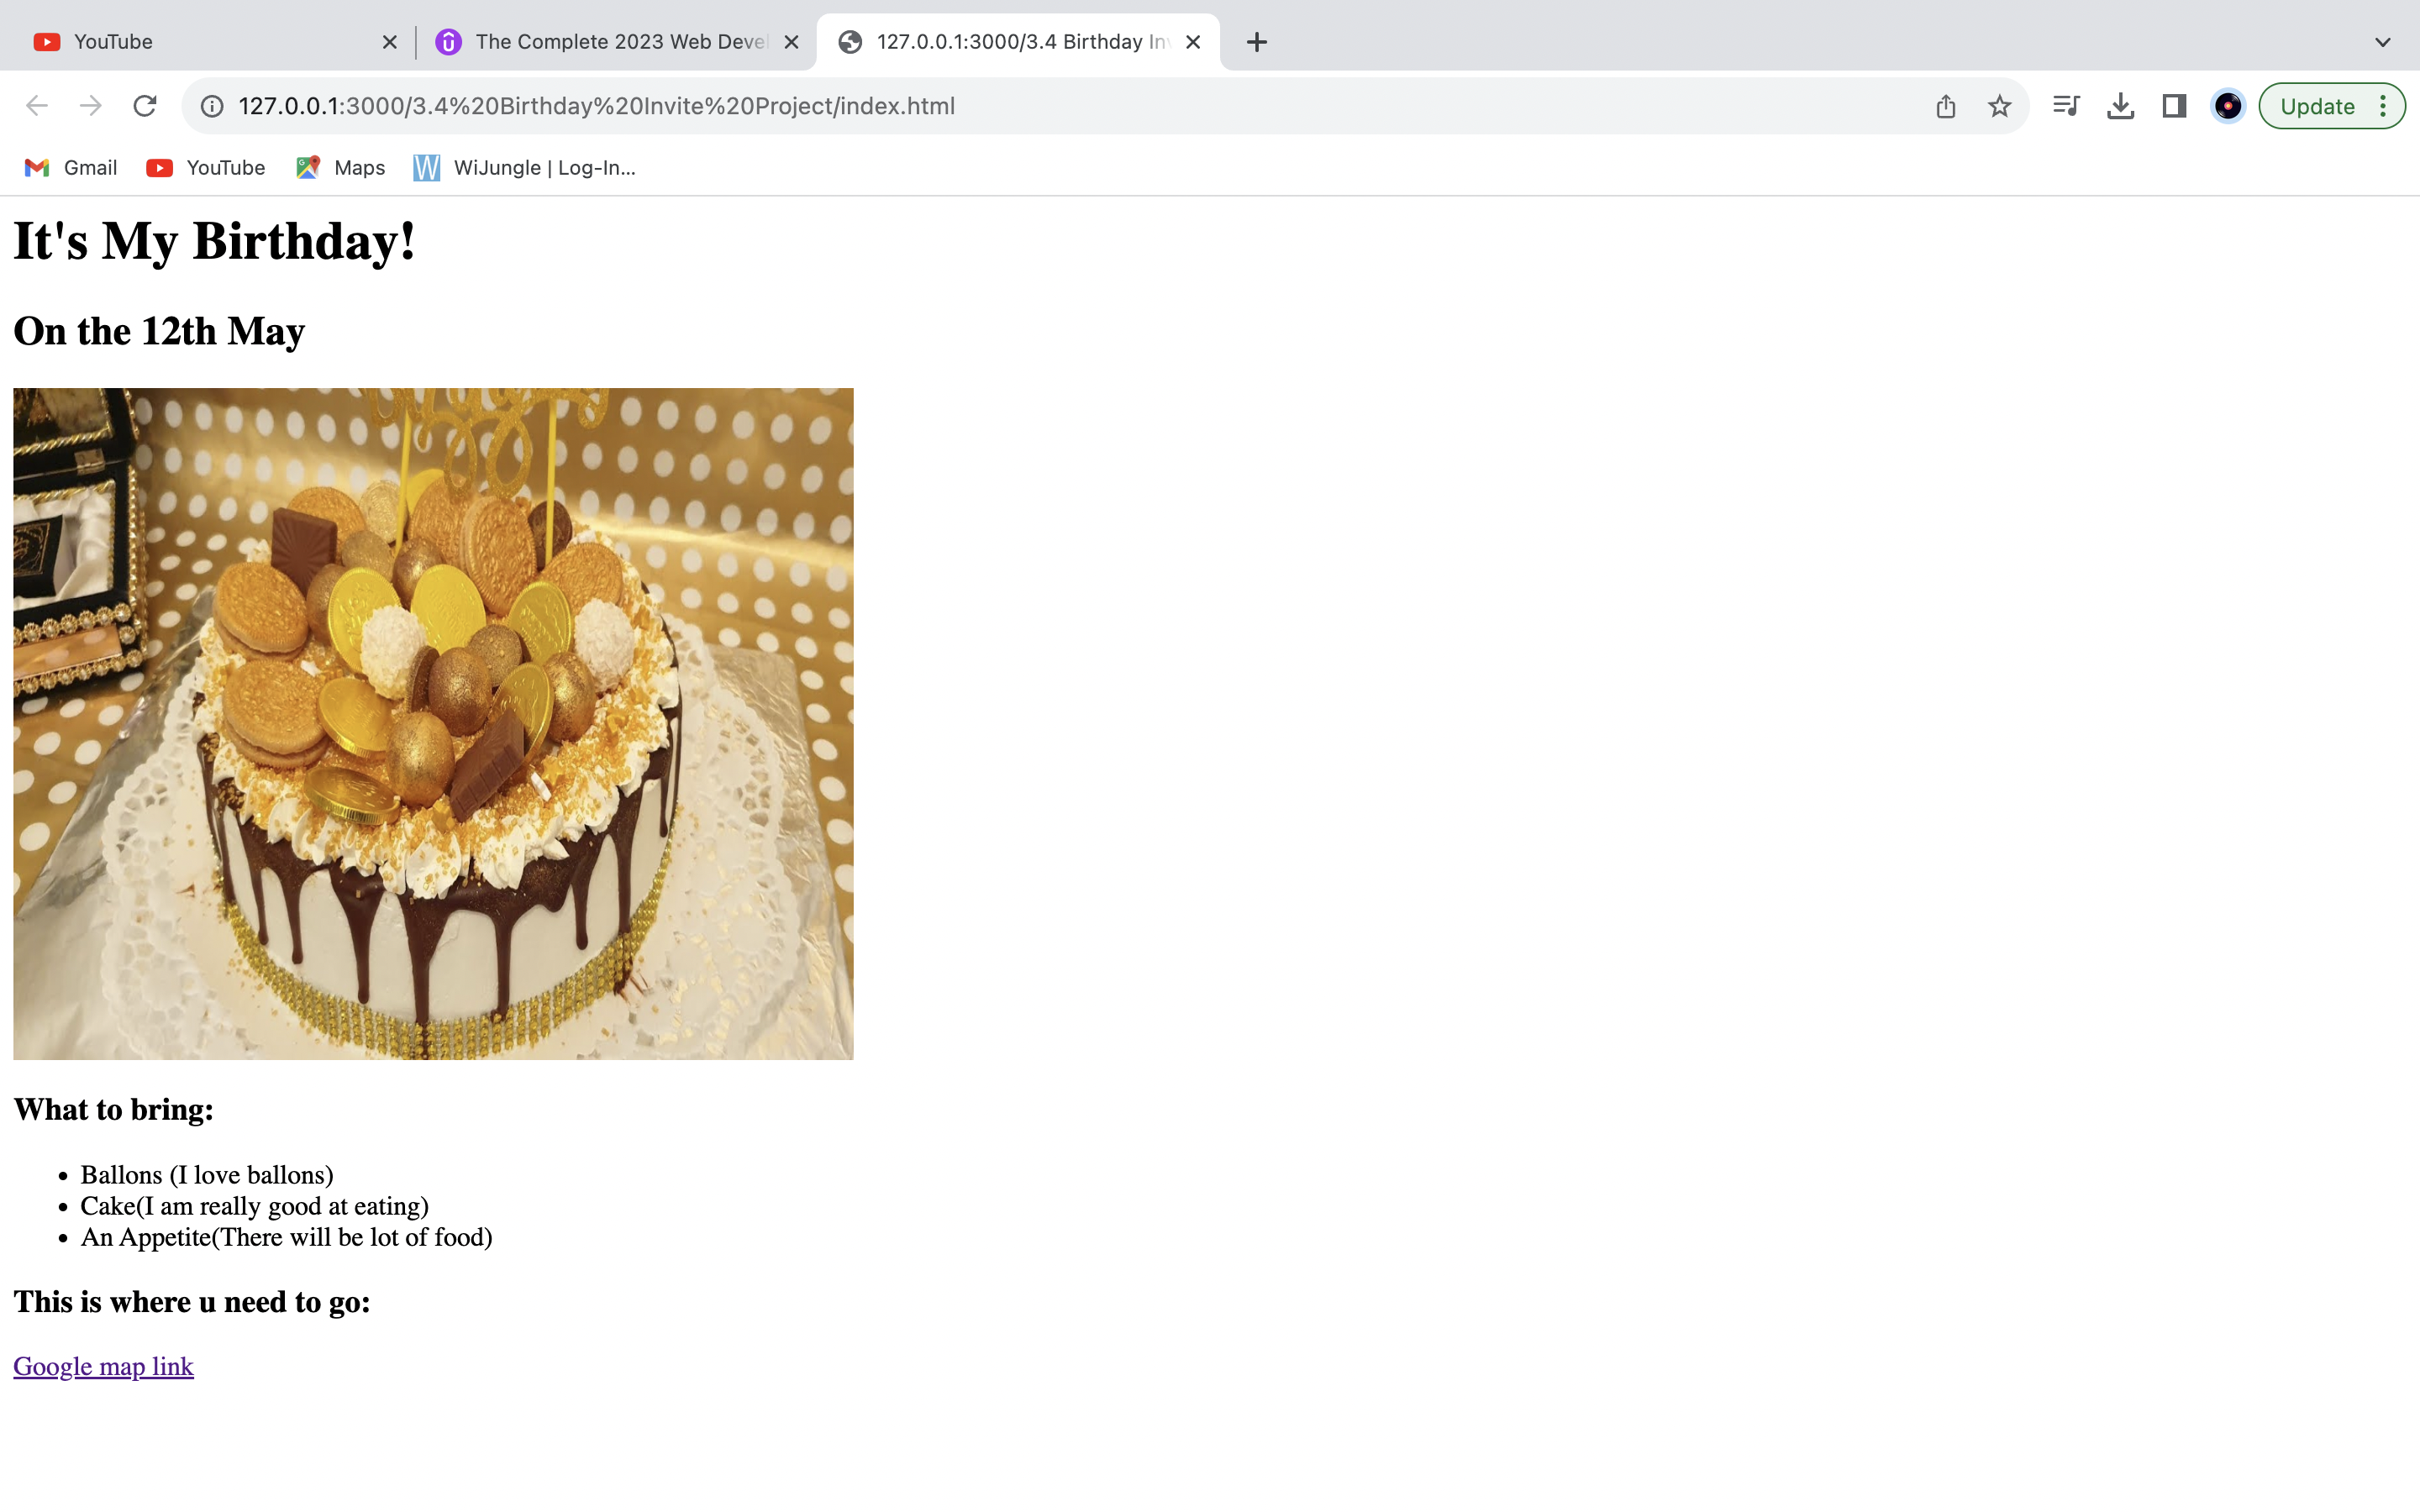 YouTube
The Complete 2023 Web Deve
127.0.0.1:3000/3.4 Birthday In
127.0.0.1:3000/3.4%20Birthday%20Invite%20Project/index.html
Update
Gmail
YouTube
Maps
W
WiJungle | Log-In...
It's My Birthday!
On the 12th May
What to bring:
• Ballons (I love ballons)
• Cake(I am really good at eating)
• An Appetite(There will be lot of food)
This is where u need to go:
Google map link